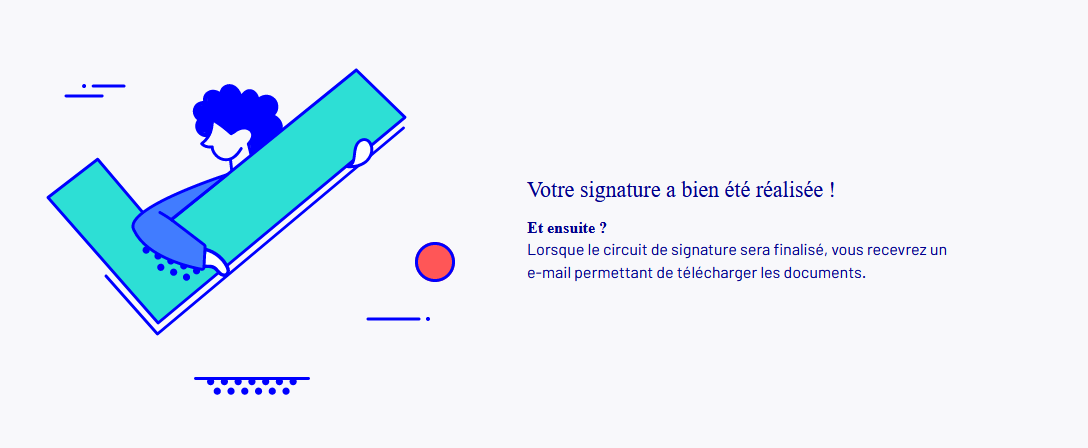 Votre signature a bien été réalisée !
Et ensuite ?
Lorsque le circuit de signature sera finalisé, vous recevrez un
e-mail permettant de télécharger les documents.